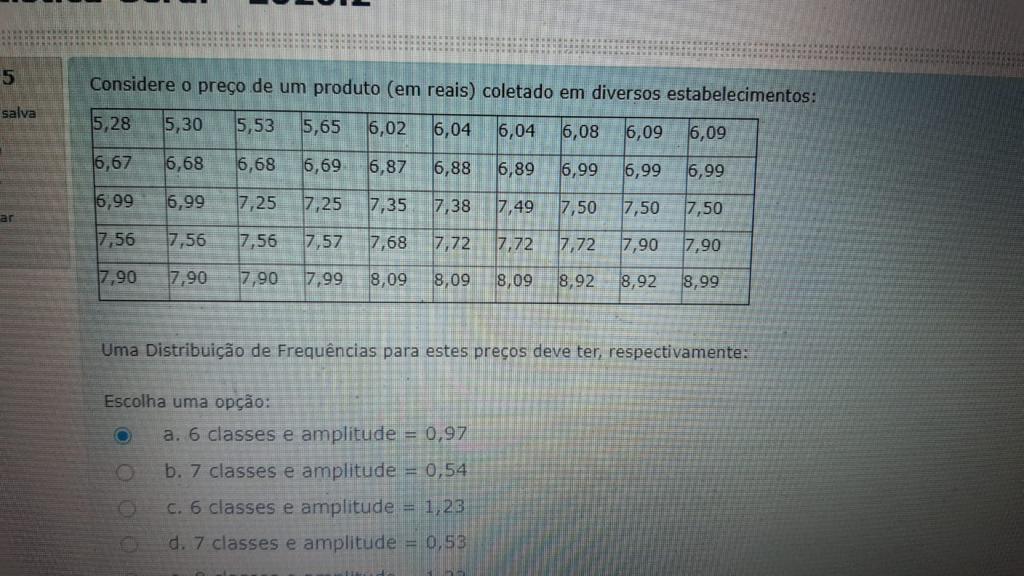 5
salva
ar
Considere o preço de um produto (em reais) coletado em diversos estabelecimentos:
5,28 5,30 5,53 5,65 6,02 6,04 6,04 6,08 6,09 6,09
6,67 6,68 6,68 6,69 6,87 6,88 6,89 6,99 6,99 6,99
6,99 6,99 7,25 7,25 7,35 7,38 7,49 7,50 7,50 7,50
7,56 7,56 7,56 7,57 7,68 7,72 7,72 7,72 7,90 7,90
7,90 7,90 7,90 7,99 8,09 8,09 8,09 8,92 8,92 8,99
Uma Distribuição de Frequências para estes preços deve ter, respectivamente:
Escolha uma opção:
a. 6 classes e amplitude = 0,97
b. 7 classes e amplitude = 0,54
c. 6 classes e amplitude = 1,23
d. 7 classes e amplitude = 0,53